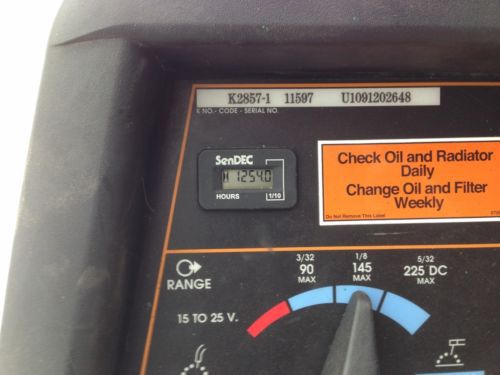 K2857-1 11597 U1091202648
K NO. - CODE - SERIAL NO.
SenDEC
12540
HOURS 1/10
Check Oil and Radiator
Daily
Change Oil and Filter
Weekly
Do Not Remove This Label
RANGE
3/32
90
MAX
1/8
145
MAX
5/32
225 DC
MAX
15 TO 25 V.